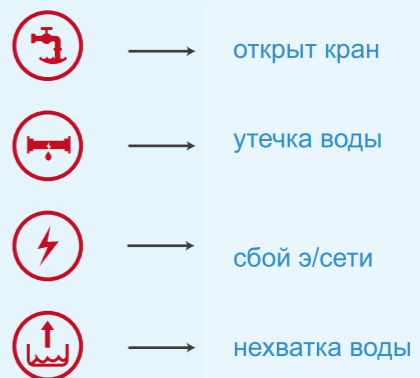 открыт кран
утечка воды
сбой э/сети
нехватка воды